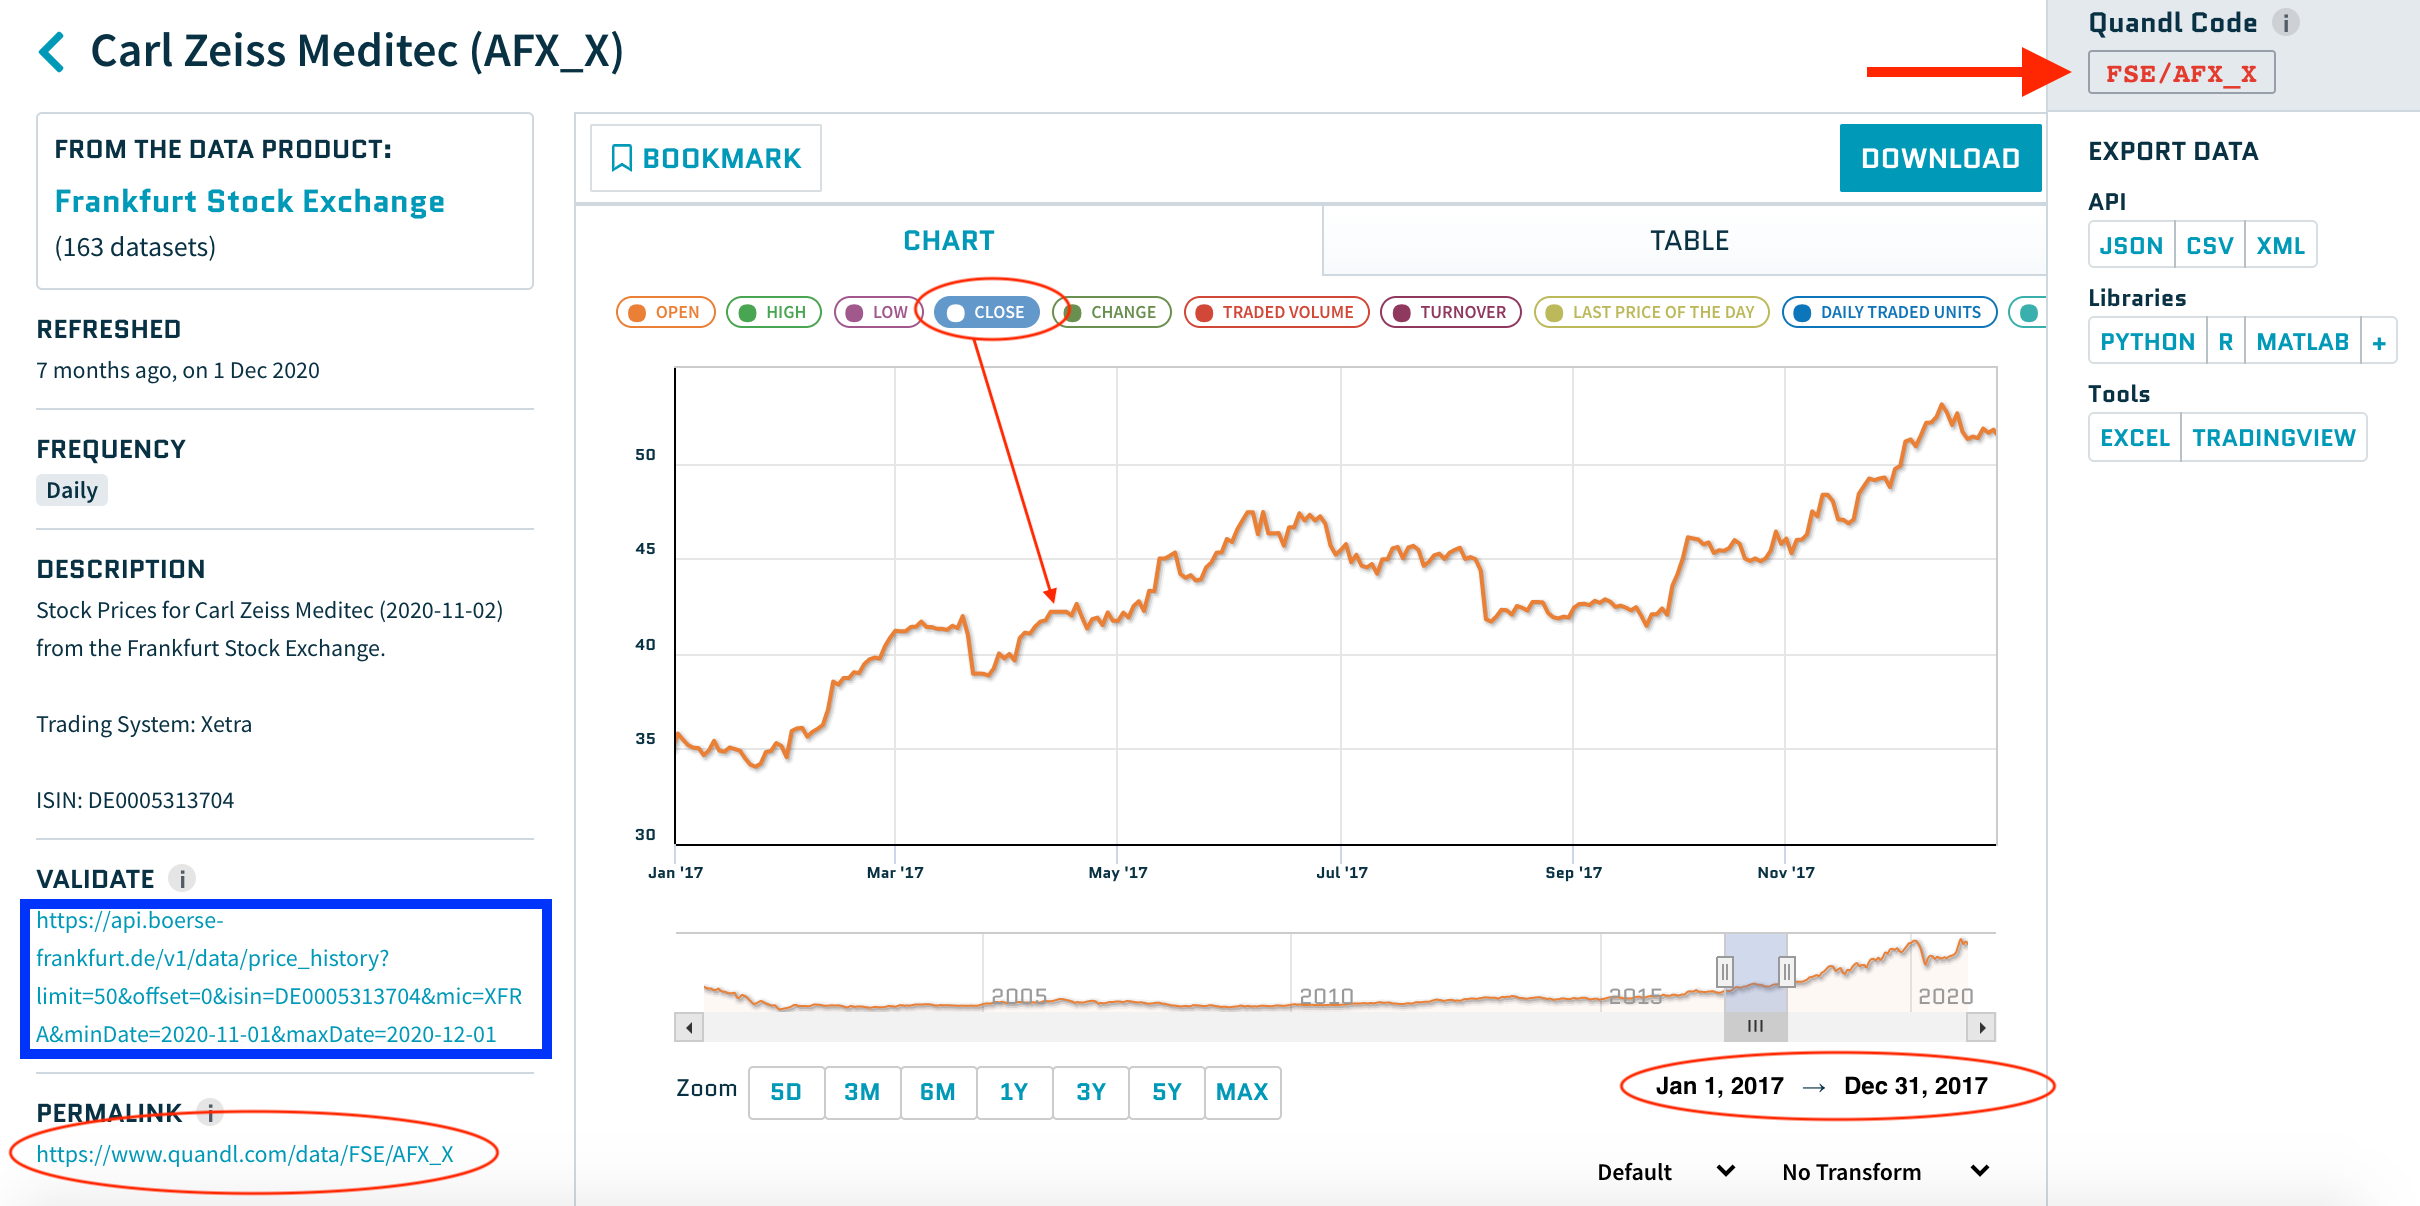 Carl Zeiss Meditec (AFX_X)
FROM THE DATA PRODUCT:
Frankfurt Stock Exchange
(163 datasets)
REFRESHED
7 months ago, on 1 Dec 2020
FREQUENCY
Daily
DESCRIPTION
Stock Prices for Carl Zeiss Meditec (2020-11-02)
from the Frankfurt Stock Exchange.
Trading System: Xetra
ISIN: DE0005313704
VALIDATE i
https://api.boerse-
frankfurt.de/v1/data/price_history?
limit=50&offset=0&isin=DE0005313704&mic=XFR
A&minDate=2020-11-01&maxDate=2020-12-01
PERMALINK i
https://www.quandl.com/data/FSE/AFX_X
BOOKMARK
DOWNLOAD
CHART
TABLE
OPEN HIGH LOW CLOSE CHANGE TRADED VOLUME TURNOVER LAST PRICE OF THE DAY DAILY TRADED UNITS
50
45
40
35
30
Jan '17 Mar '17 May '17 Jul '17 Sep '17 Nov '17
2005 2010 2015 2020
Zoom 5D 3M 6M 1Y 3Y 5Y MAX
Jan 1, 2017 → Dec 31, 2017
Default No Transform
Quandl Code i
FSE/AFX_X
EXPORT DATA
API
JSON CSV XML
Libraries
PYTHON R MATLAB +
Tools
EXCEL TRADINGVIEW